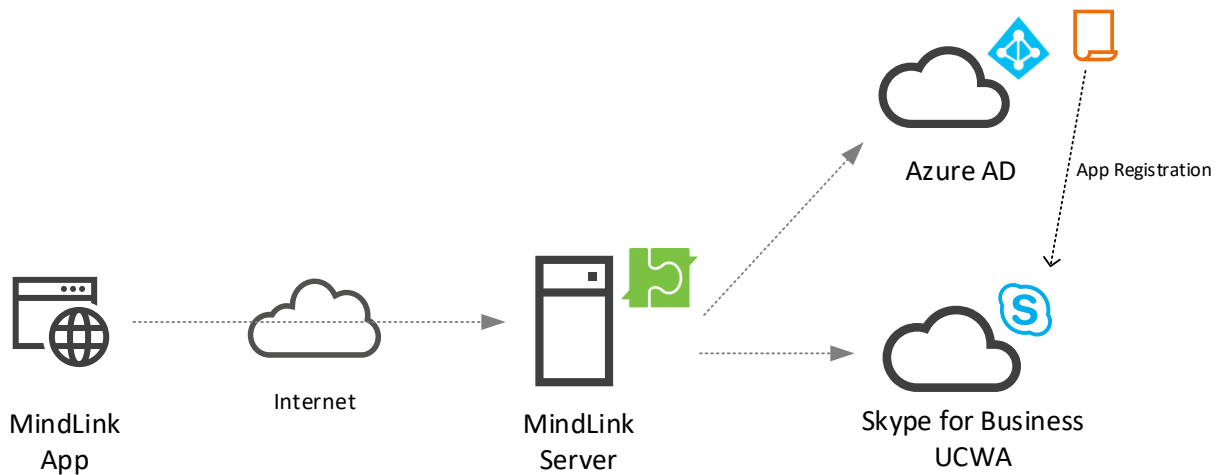 Azure AD
App Registration
Internet
MindLink
App
MindLink
Server
Skype for Business
UCWA